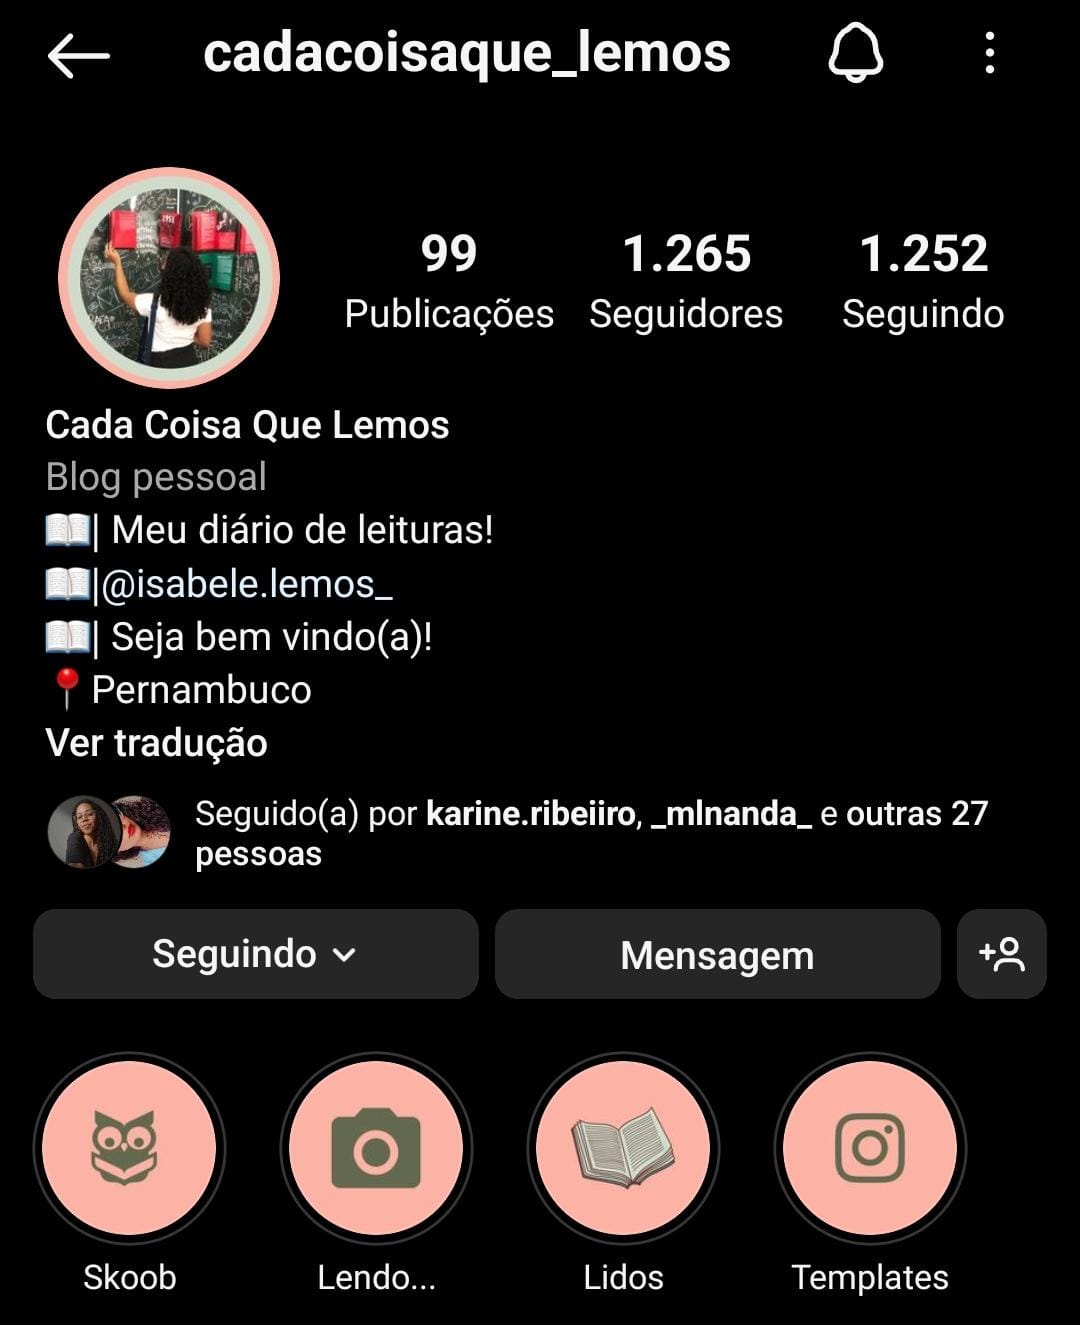 cadacoisaque_lemos
99 1.265 1.252
Publicações Seguidores Seguindo
Cada Coisa Que Lemos
Blog pessoal
📖| Meu diário de leituras!
📖|@isabele.lemos_
📖| Seja bem vindo(a)!
📍Pernambuco
Ver tradução
Seguido(a) por karine.ribeiiro, _mlnanda_ e outras 27
pessoas
Seguindo Mensagem
Skoob Lendo... Lidos Templates